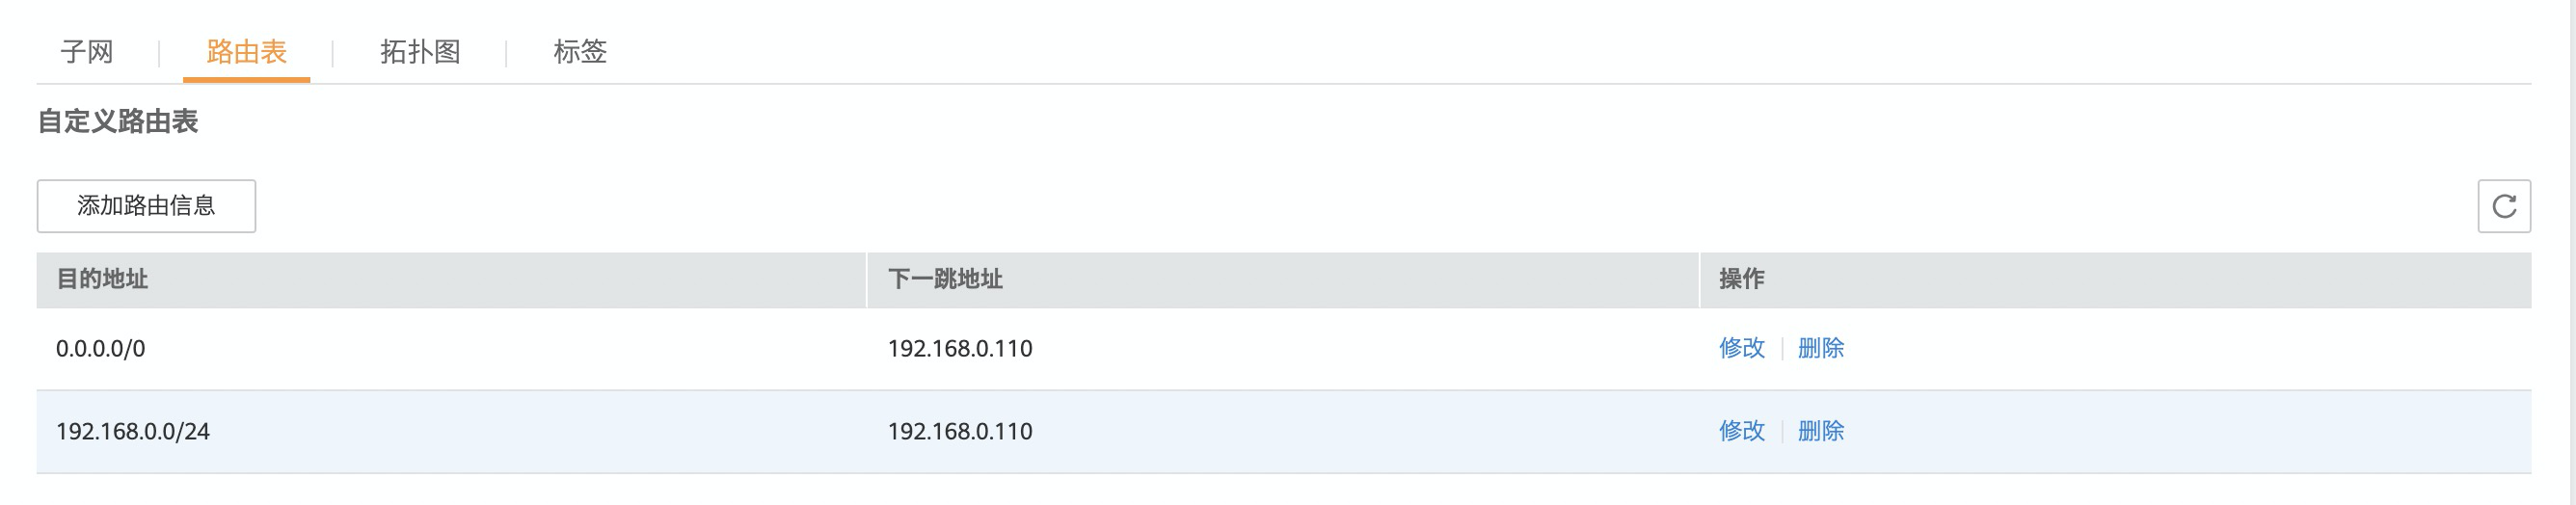 子网 路由表 拓扑图 标签
自定义路由表
添加路由信息
目的地址 下一跳地址 操作
0.0.0.0/0 192.168.0.110 修改 删除
192.168.0.0/24 192.168.0.110 修改 删除